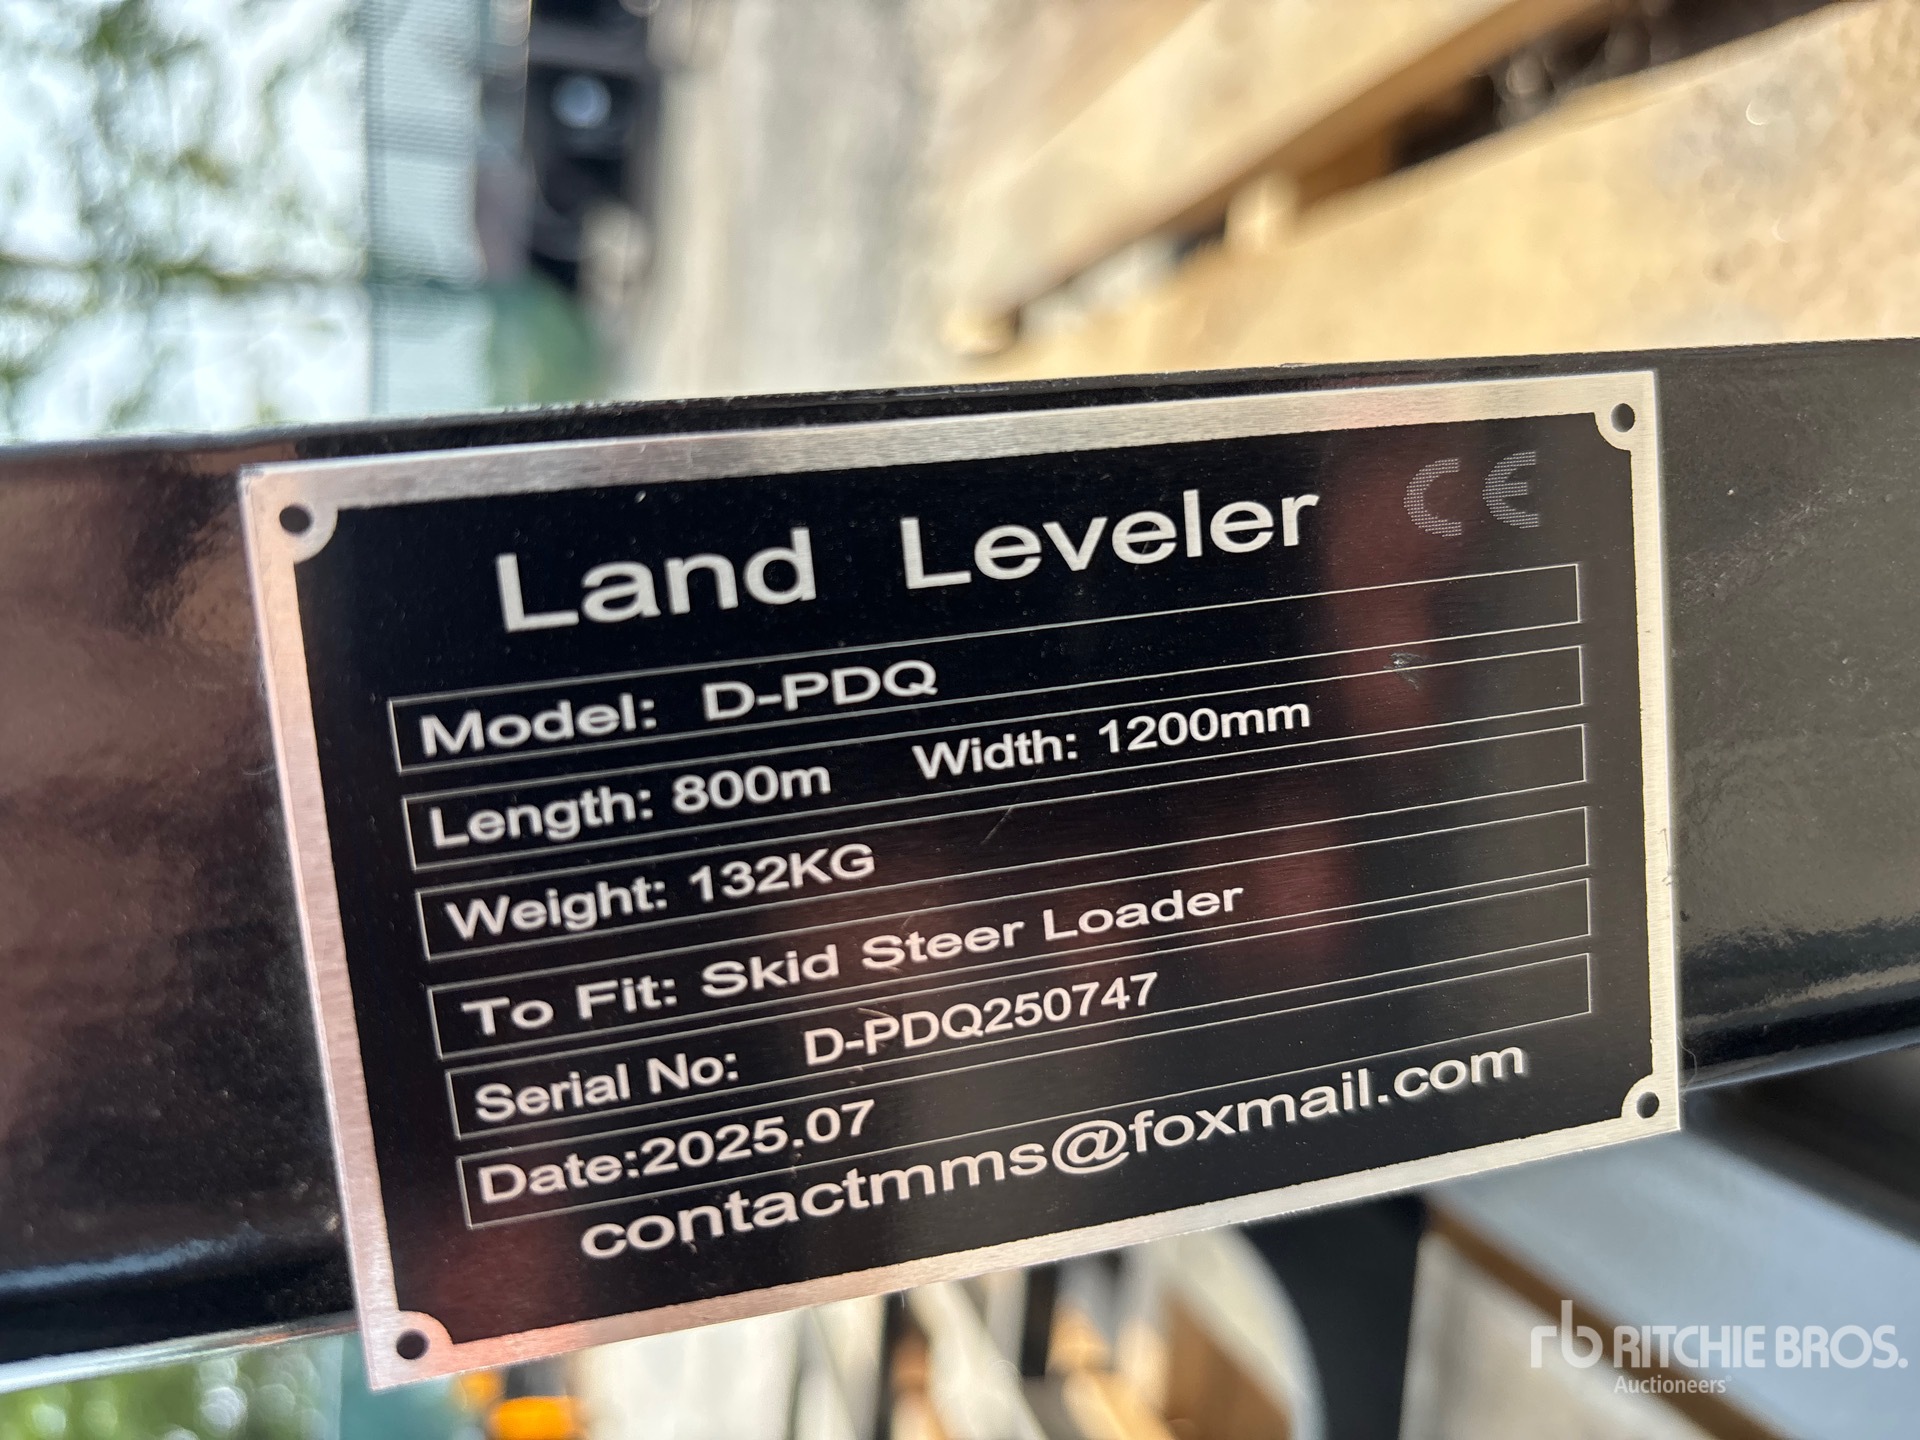 Land Leveler CE
Model: D-PDQ
Length: 800m Width: 1200mm
Weight: 132KG
To Fit: Skid Steer Loader
Serial No: D-PDQ250747
Date:2025.07
contactmms@foxmail.com
rb RITCHIE BROS.
Auctioneers